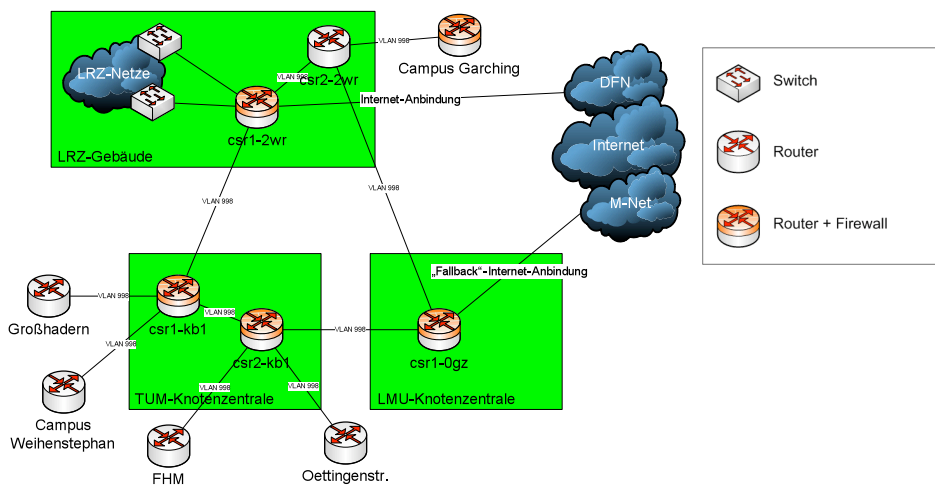 VLAN 998
csr2-2wr
Campus Garching
LRZ-Netze
VLAN 998
DFN
Internet-Anbindung
csr1-2wr
LRZ-Gebäude
Internet
M-Net
Switch
Router
Router + Firewall
VLAN 998
VLAN 998
„Fallback“-Internet-Anbindung
VLAN 998
Großhadern
csr1-kb1
VLAN 998
VLAN 998
csr2-kb1
VLAN 998
csr1-0gz
VLAN 998
VLAN 998
VLAN 998
TUM-Knotenzentrale
LMU-Knotenzentrale
Campus
Weihenstephan
FHM
Oettingenstr.